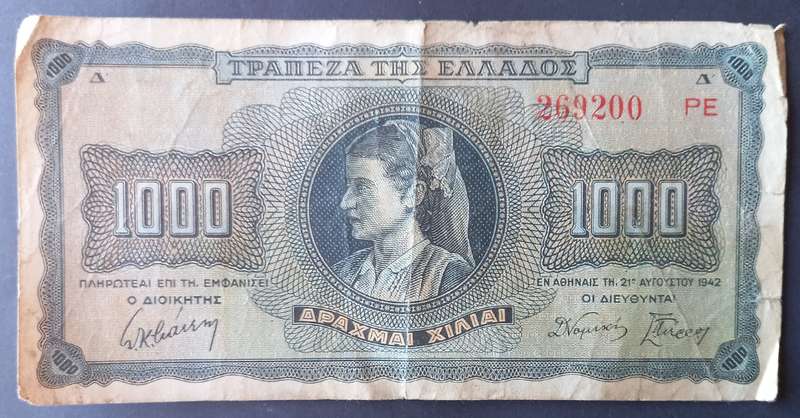 1000 1000
Δ Δ
ΤΡΑΠΕΖΑ ΤΗΣ ΕΛΛΑΔΟΣ
269200 ΡΕ
1000 1000
ΠΛΗΡΩΤΕΑΙ ΕΠΙ ΤΗ, ΕΜΦΑΝΙΣΕΙ
Ο ΔΙΟΙΚΗΤΗΣ
ΕΝ ΑΘΗΝΑΙΣ ΤΗ, 21ῃ ΑΥΓΟΥΣΤΟΥ 1942
ΟΙ ΔΙΕΥΘΥΝΤΑΙ
ΔΡΑΧΜΑΙ ΧΙΛΙΑΙ
1000 1000